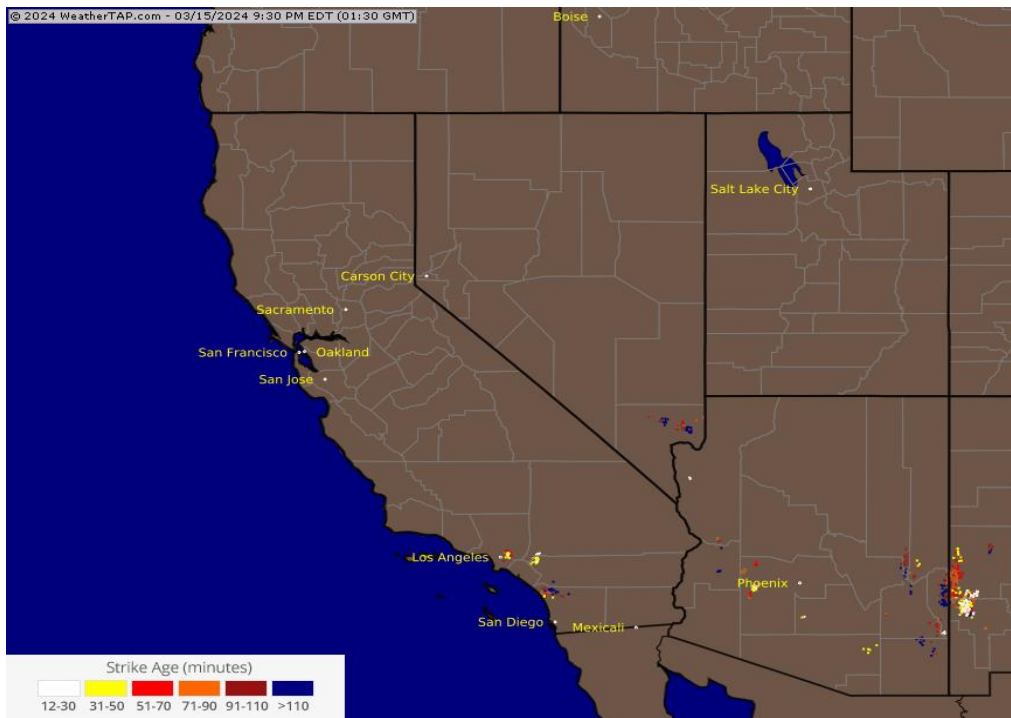 © 2024 WeatherTAP.com - 03/15/2024 9:30 PM EDT (01:30 GMT)
Boise
Salt Lake City
Carson City
Sacramento
San Francisco
Oakland
San Jose
Los Angeles
Phoenix
San Diego
Mexicali
Strike Age (minutes)
12-30 31-50 51-70 71-90 91-110 >110